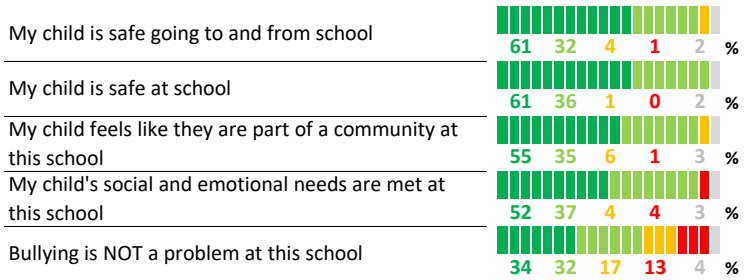 My child is safe going to and from school
61 32 4 1 2 %
My child is safe at school
61 36 1 0 2 %
My child feels like they are part of a community at
this school
55 35 6 1 3 %
My child's social and emotional needs are met at
this school
52 37 4 4 3 %
Bullying is NOT a problem at this school
34 32 17 13 4 %